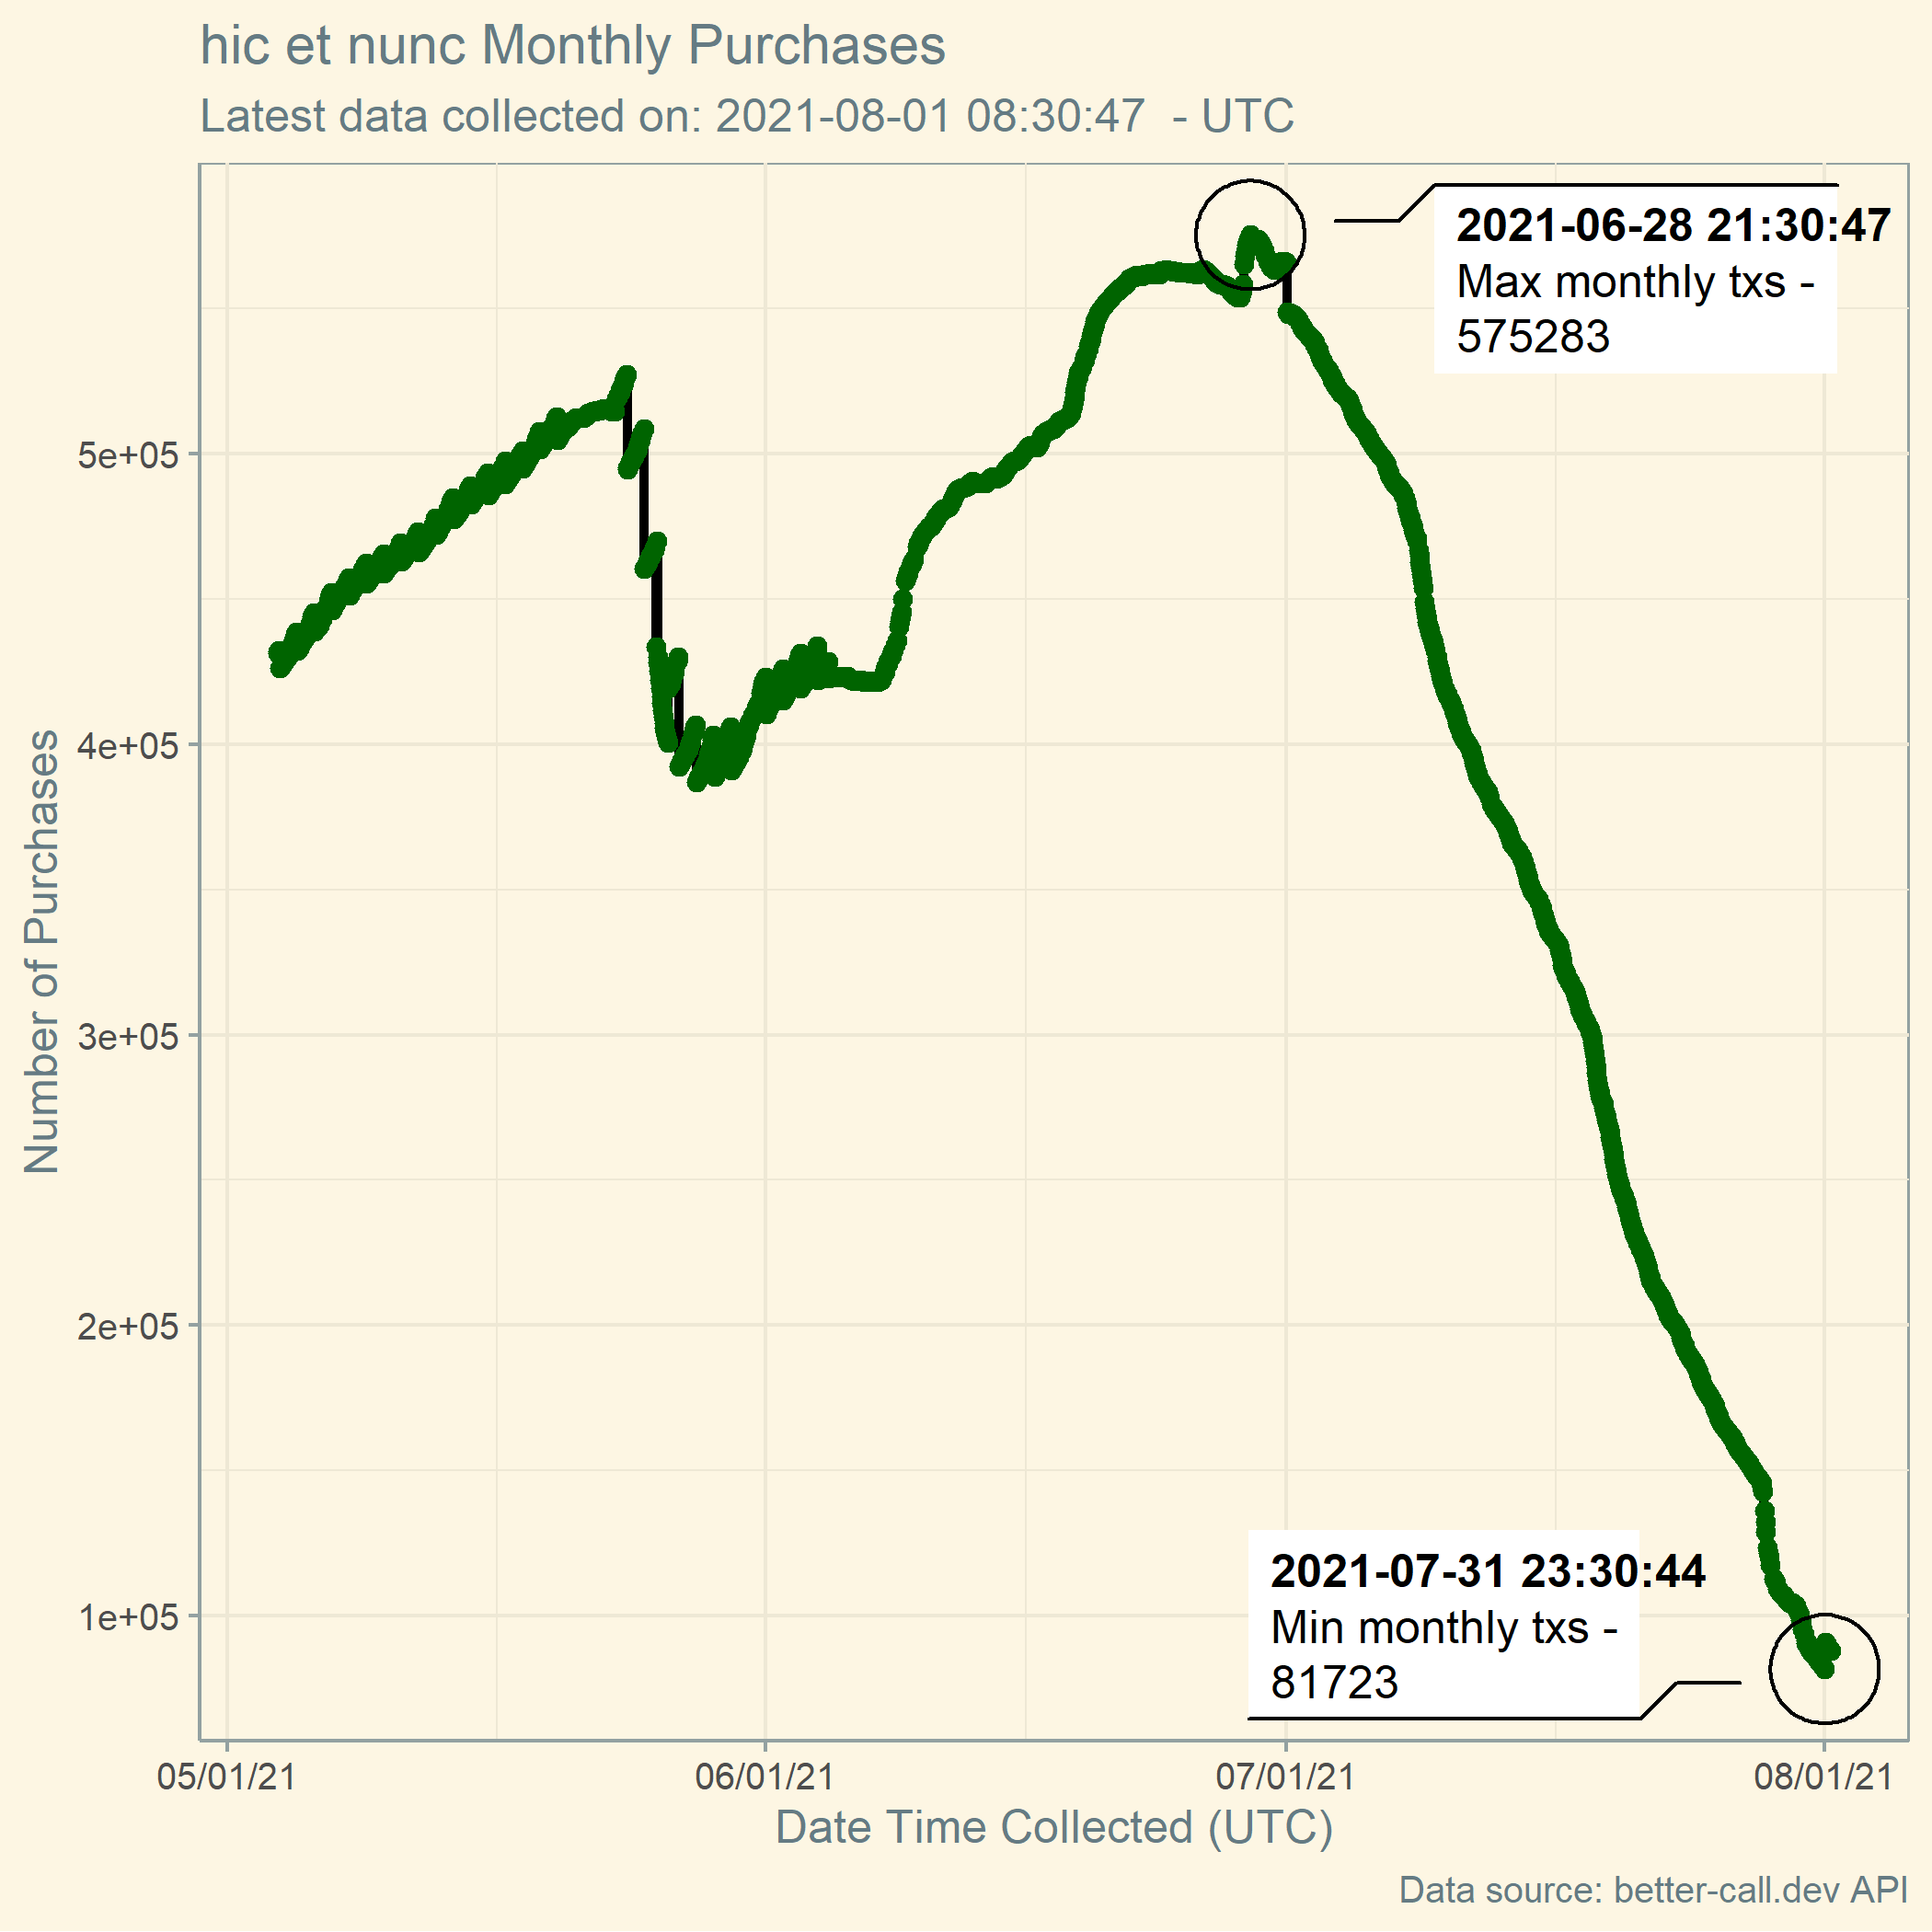 hic et nunc Monthly Purchases
Latest data collected on: 2021-08-01 08:30:47  - UTC
2021-06-28 21:30:47
Max monthly txs -
575283
5e+05
4e+05
3e+05
2e+05
1e+05
Number of Purchases
2021-07-31 23:30:44
Min monthly txs -
81723
05/01/21
06/01/21
07/01/21
08/01/21
Date Time Collected (UTC)
Data source: better-call.dev API